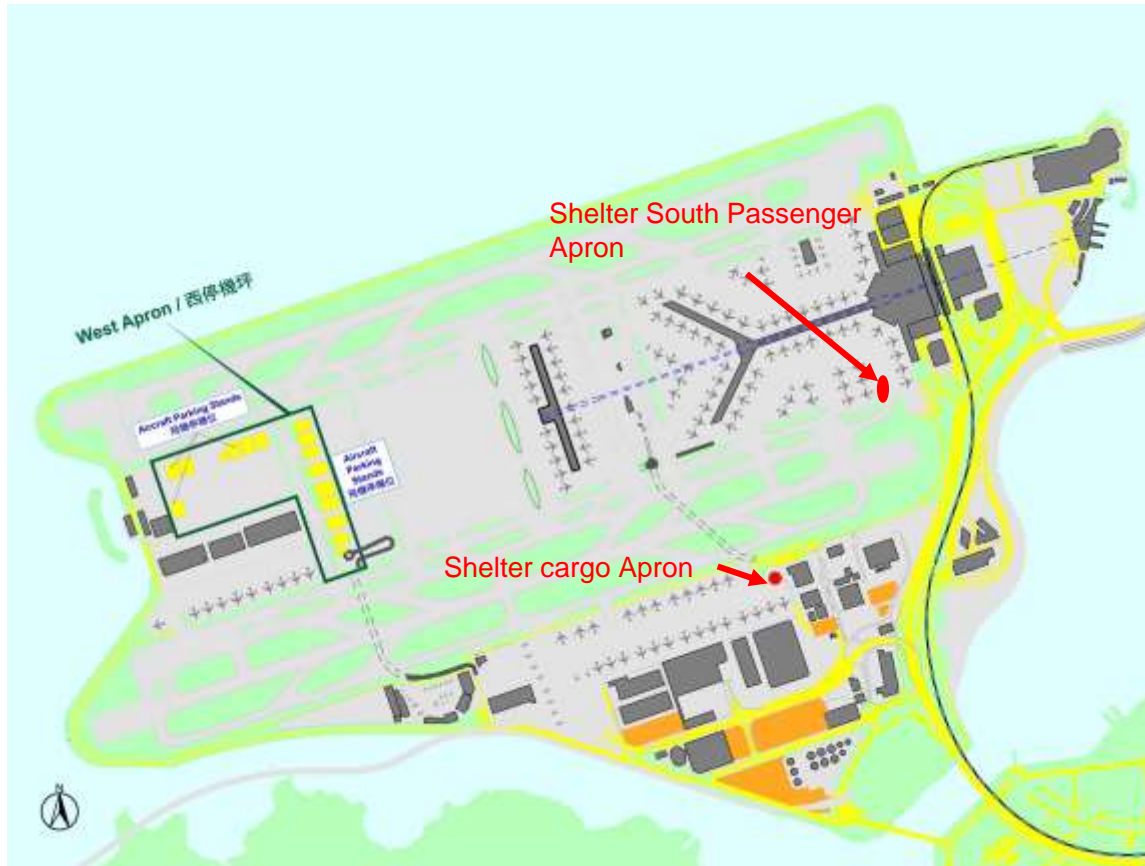 Shelter South Passenger
Apron
West Apron / 西停機坪
Aircraft Parking Stands
飛機停機位
Aircraft
Parking
Stands
飛機停機位
Shelter cargo Apron
N